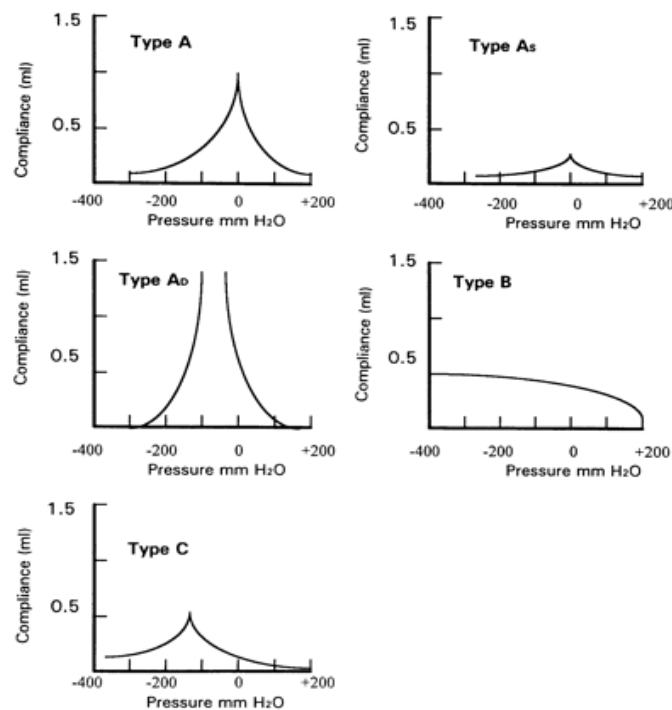 Type A
Compliance (ml)
1.5
0.5
-400 -200 0 +200
Pressure mm H2O
Type As
Compliance (ml)
1.5
0.5
-400 -200 0 +200
Pressure mm H2O
Type AD
Compliance (ml)
1.5
0.5
-400 -200 0 +200
Pressure mm H2O
Type B
Compliance (ml)
1.5
0.5
-400 -200 0 +200
Pressure mm H2O
Type C
Compliance (ml)
1.5
0.5
-400 -200 0 +200
Pressure mm H2O